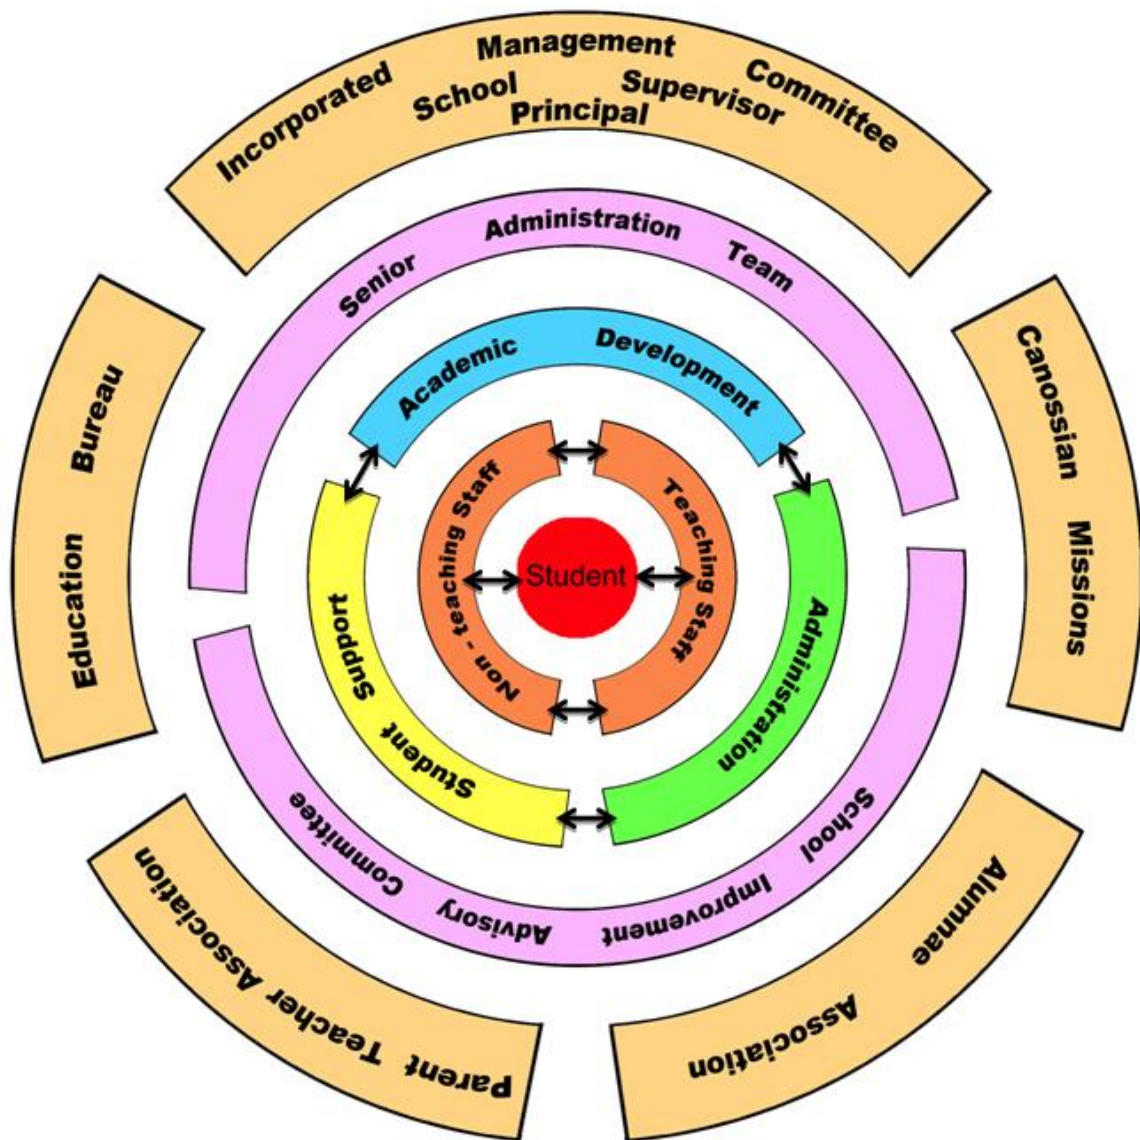 Incorporated Management Committee
School Supervisor
Principal
Senior Administration Team
Academic Development
Education Bureau
Canossian Missions
Non - teaching Staff
Teaching Staff
Student
Student Support
Administration
School Improvement Advisory Committee
Parent Teacher Association
Alumnae Association